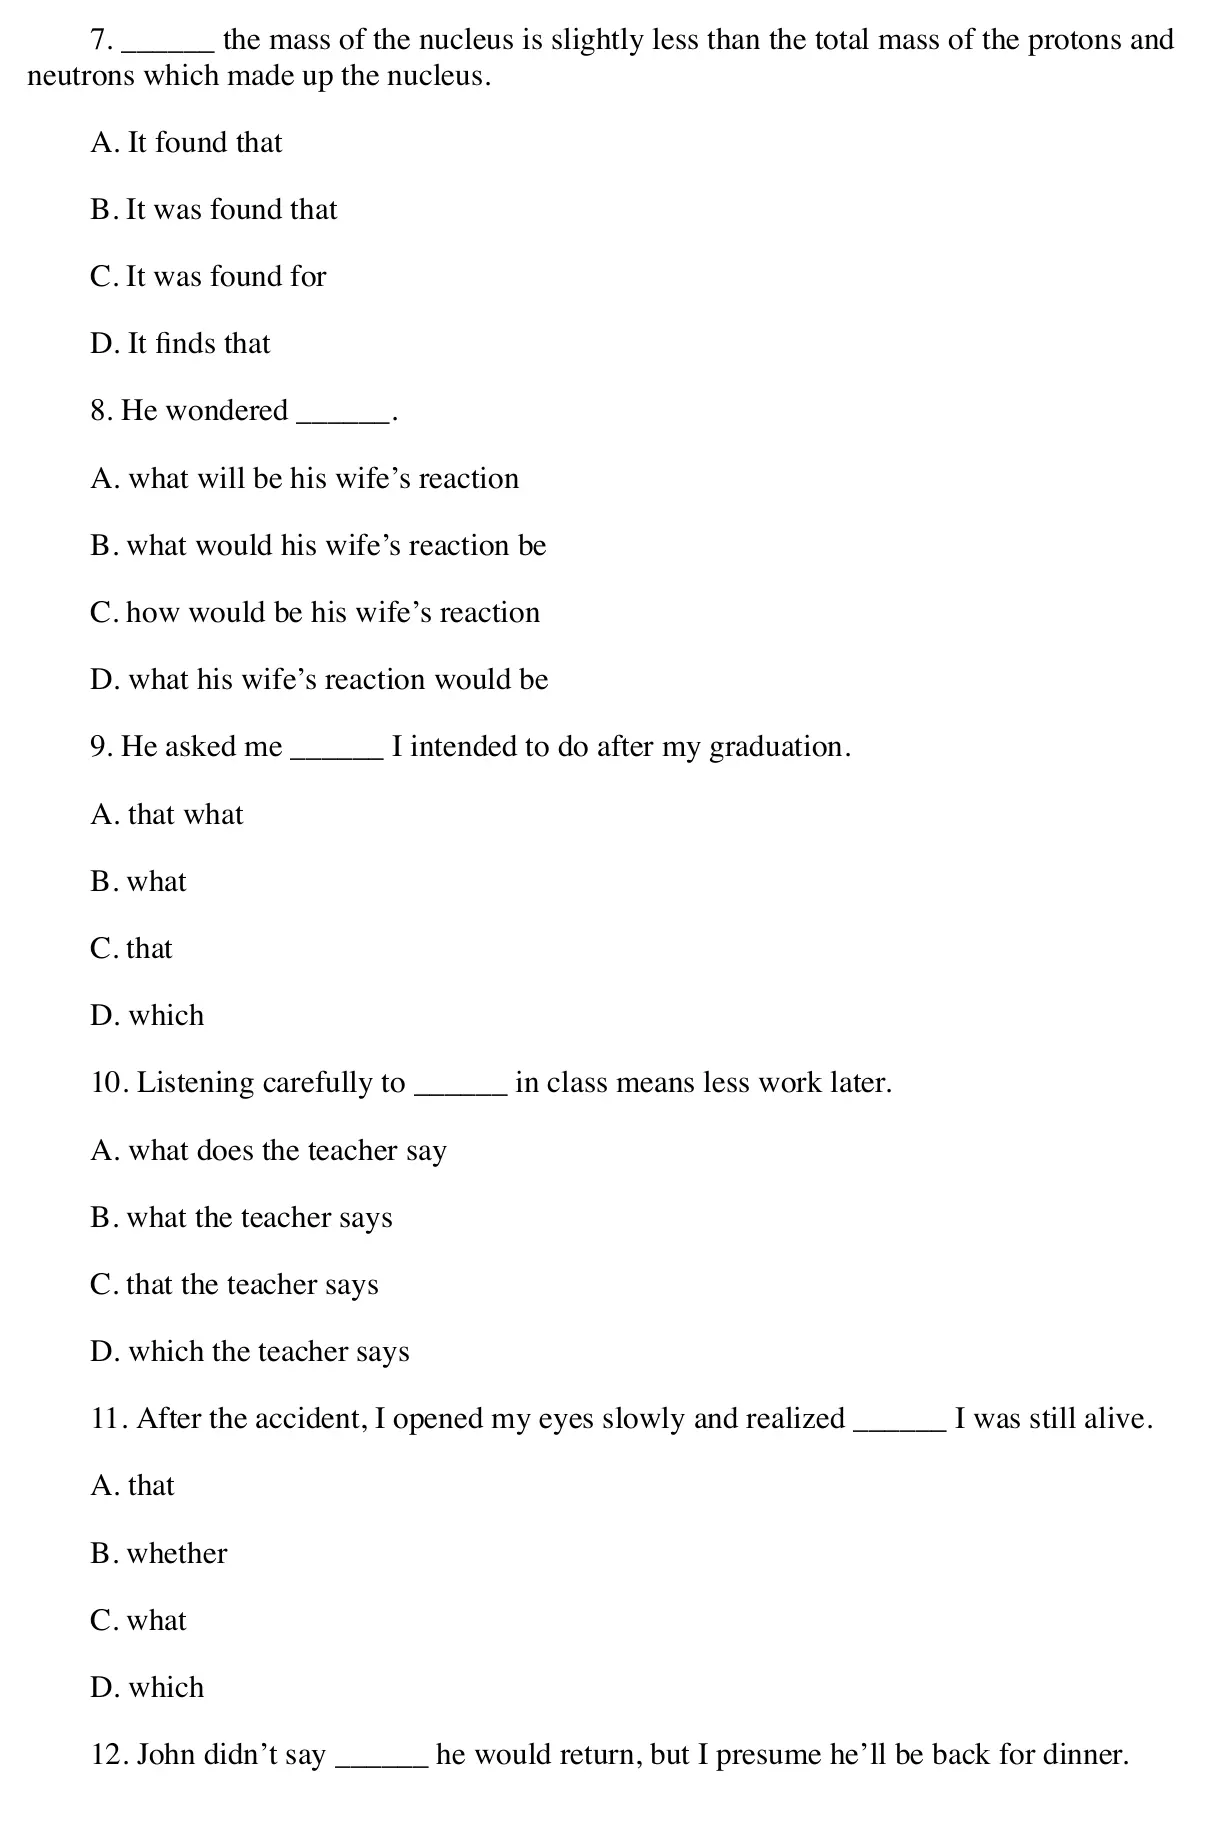 7. ______ the mass of the nucleus is slightly less than the total mass of the protons and
neutrons which made up the nucleus.
A. It found that
B. It was found that
C. It was found for
D. It finds that
8. He wondered ______.
A. what will be his wife’s reaction
B. what would his wife’s reaction be
C. how would be his wife’s reaction
D. what his wife’s reaction would be
9. He asked me ______ I intended to do after my graduation.
A. that what
B. what
C. that
D. which
10. Listening carefully to ______ in class means less work later.
A. what does the teacher say
B. what the teacher says
C. that the teacher says
D. which the teacher says
11. After the accident, I opened my eyes slowly and realized ______ I was still alive.
A. that
B. whether
C. what
D. which
12. John didn’t say ______ he would return, but I presume he’ll be back for dinner.